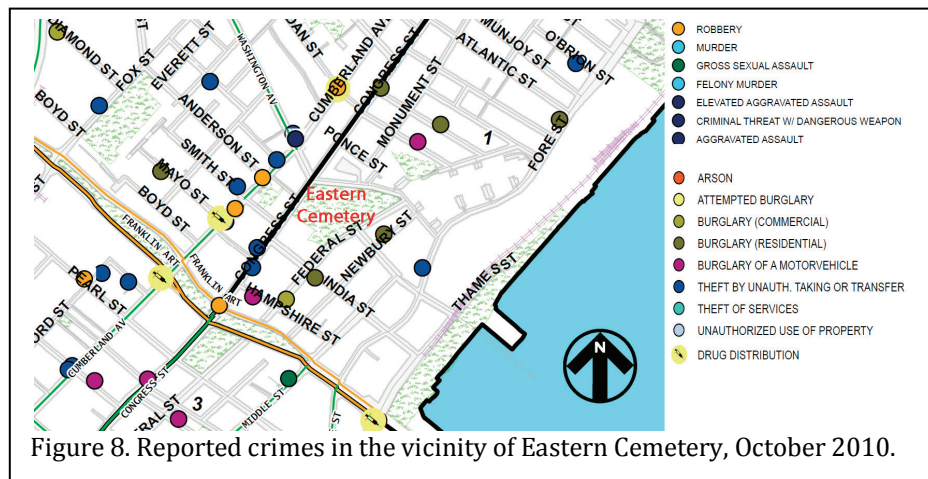 DIAMOND ST
FOX ST
EVERETT ST
WASHINGTON AV
CUMBERLAND AV
CONGRESS ST
MUNJOY ST
ATLANTIC ST
O'BRION ST
BOYD ST
ANDERSON ST
SMITH ST
MAYO ST
BOYD ST
PONCE ST
MONUMENT ST
1
FORE ST
Eastern
Cemetery
CONGRESS ST
FRANKLIN ART
FRANKLIN ART
FEDERAL ST
NEWBURY ST
INDIA ST
HAMPSHIRE ST
THAMES ST
PEARL ST
CUMBERLAND AV
CONGRESS ST
MIDDLE ST
3
N
ROBBERY
MURDER
GROSS SEXUAL ASSAULT
FELONY MURDER
ELEVATED AGGRAVATED ASSAULT
CRIMINAL THREAT W/ DANGEROUS WEAPON
AGGRAVATED ASSAULT
ARSON
ATTEMPTED BURGLARY
BURGLARY (COMMERCIAL)
BURGLARY (RESIDENTIAL)
BURGLARY OF A MOTORVEHICLE
THEFT BY UNAUTH. TAKING OR TRANSFER
THEFT OF SERVICES
UNAUTHORIZED USE OF PROPERTY
DRUG DISTRIBUTION
Figure 8. Reported crimes in the vicinity of Eastern Cemetery, October 2010.